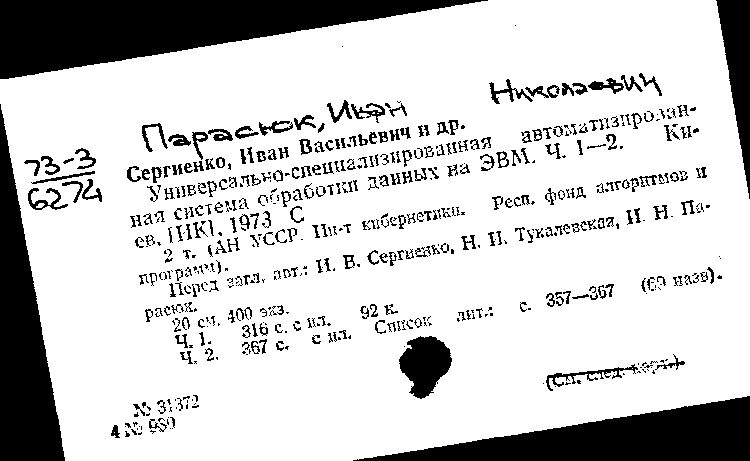 Парасюк, Иван Николаевич
73-3
6274
Сергиенко, Иван Васильевич и др.
Универсально-специализированная автоматизирован-
ная система обработки данных на ЭВМ. Ч. 1—2. Ки-
ев, [ИК], 1973 С
2 т. (АН УССР. Ин-т кибернетики. Респ. фонд алгоритмов и
программ).
Перед загл. авт.: И. В. Сергиенко, Н. И. Тукалевская, И. Н. Па-
расюк.
20 см. 400 экз.
Ч. 1. 316 с. с ил. 92 к.
Ч. 2. 367 с. с ил. Список лит.: с. 357—367 (69 назв).
(См. след. карт.).
№ 31372
4 № 980